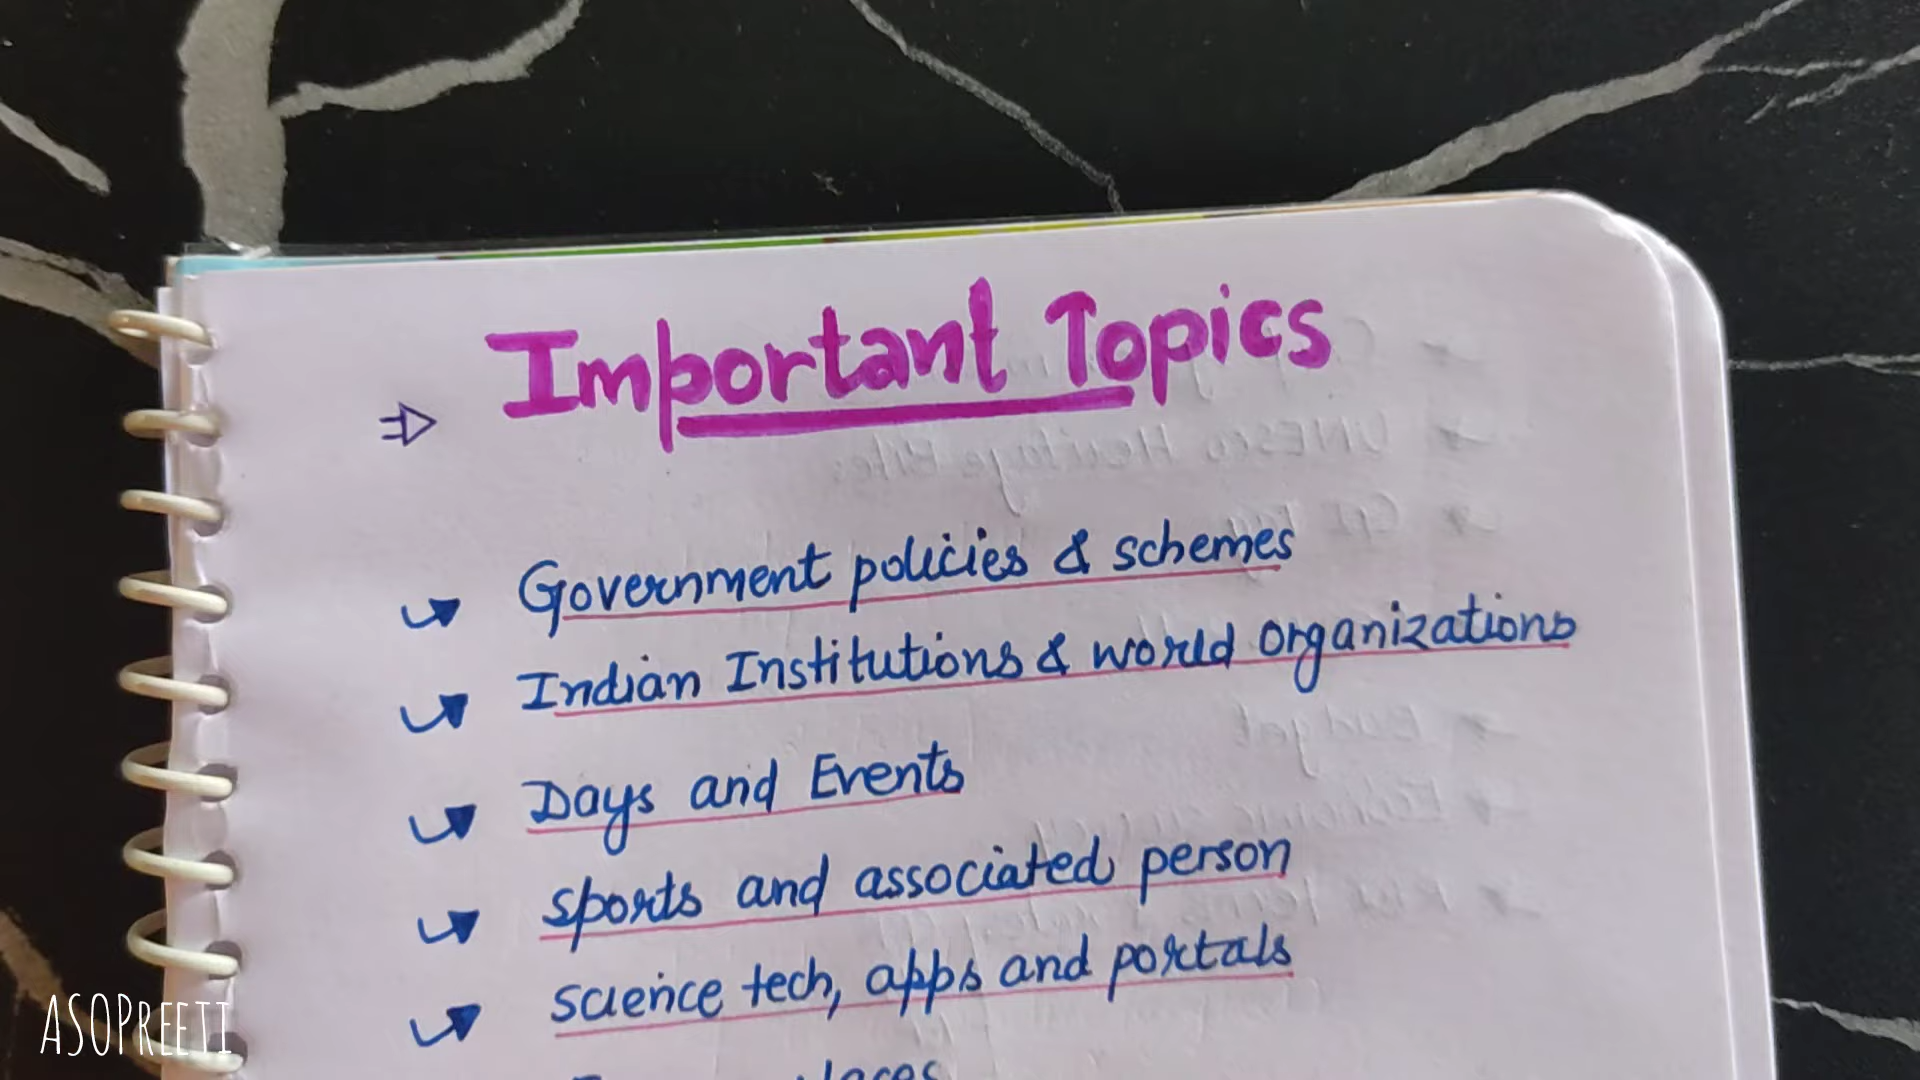 Important Topics
Government policies & schemes
Indian Institutions & world organizations
Days and Events
sports and associated person
science tech, apps and portals
ASOPREETI